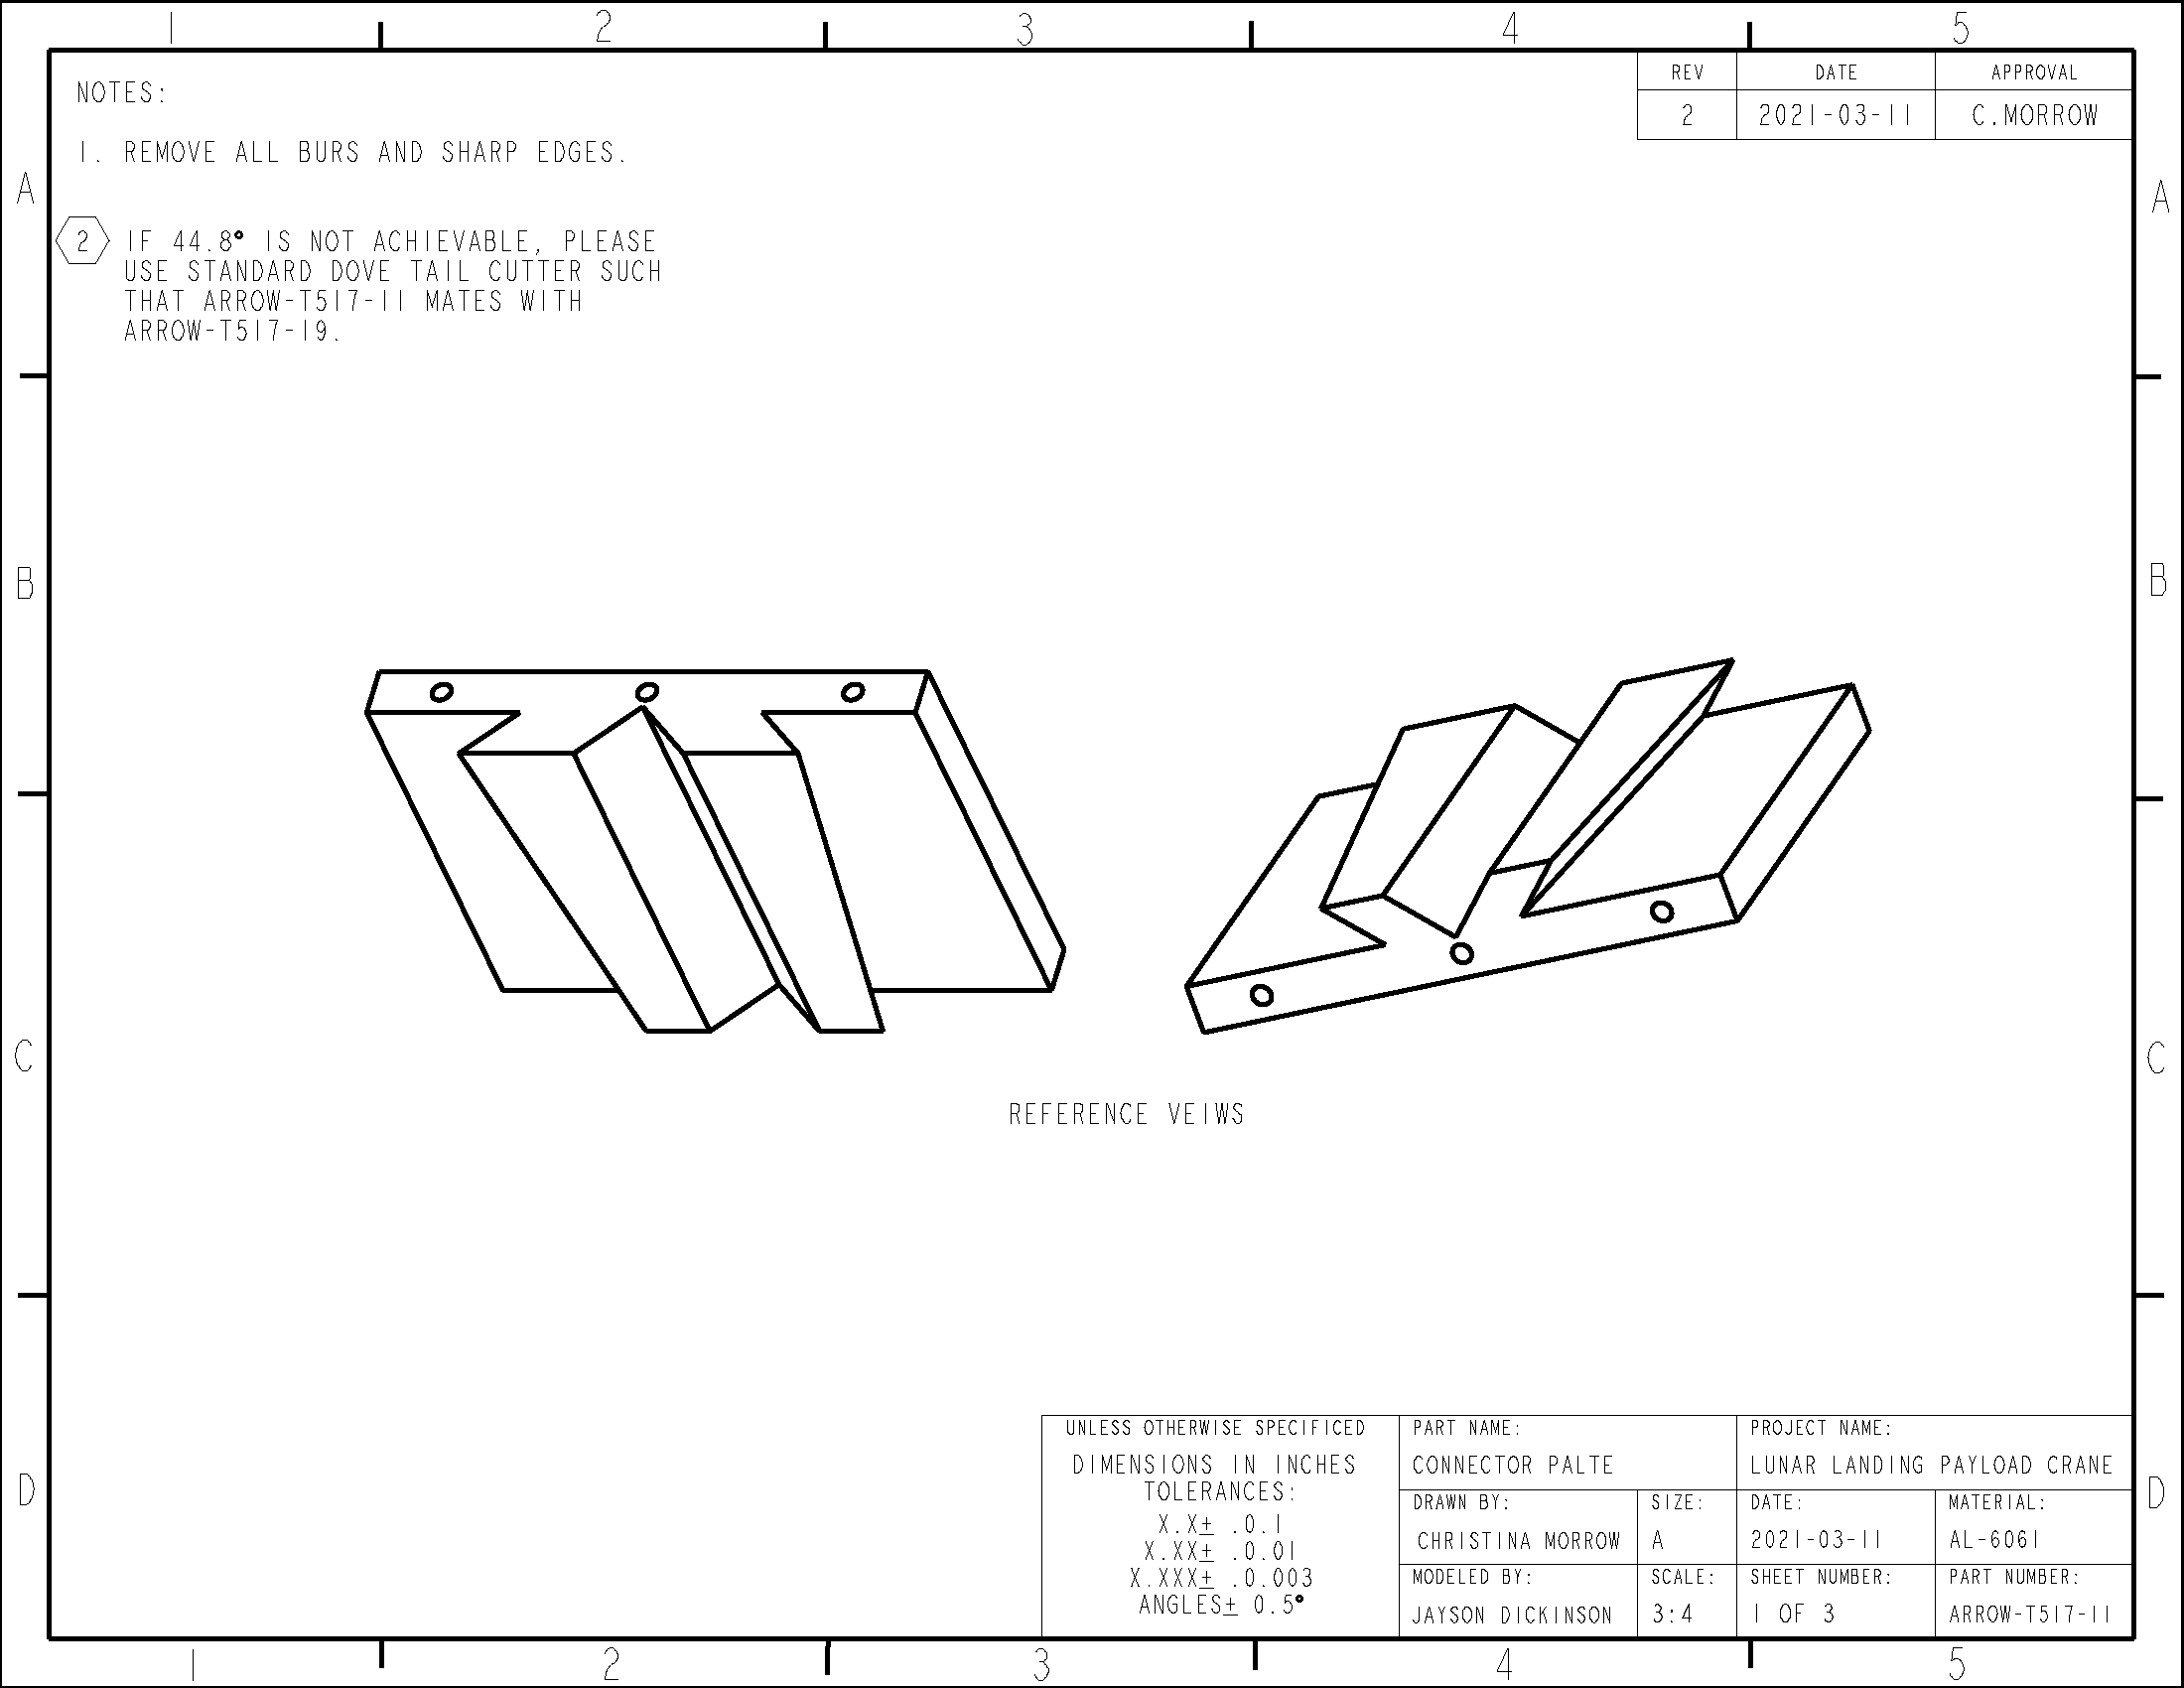 1 2 3 4 5
REV DATE APPROVAL
2 2021-03-11 C.MORROW
NOTES:
1. REMOVE ALL BURS AND SHARP EDGES.
A A
2 IF 44.8° IS NOT ACHIEVABLE, PLEASE
USE STANDARD DOVE TAIL CUTTER SUCH
THAT ARROW-T517-11 MATES WITH
ARROW-T517-19.
B B
C C
REFERENCE VEIWS
D D
UNLESS OTHERWISE SPECIFICED
DIMENSIONS IN INCHES
TOLERANCES:
X.X± .0.1
X.XX± .0.01
X.XXX± .0.003
ANGLES± 0.5°
PART NAME:
CONNECTOR PALTE
PROJECT NAME:
LUNAR LANDING PAYLOAD CRANE
DRAWN BY:
CHRISTINA MORROW
SIZE:
A
DATE:
2021-03-11
MATERIAL:
AL-6061
MODELED BY:
JAYSON DICKINSON
SCALE:
3:4
SHEET NUMBER:
1 OF 3
PART NUMBER:
ARROW-T517-11
1 2 3 4 5